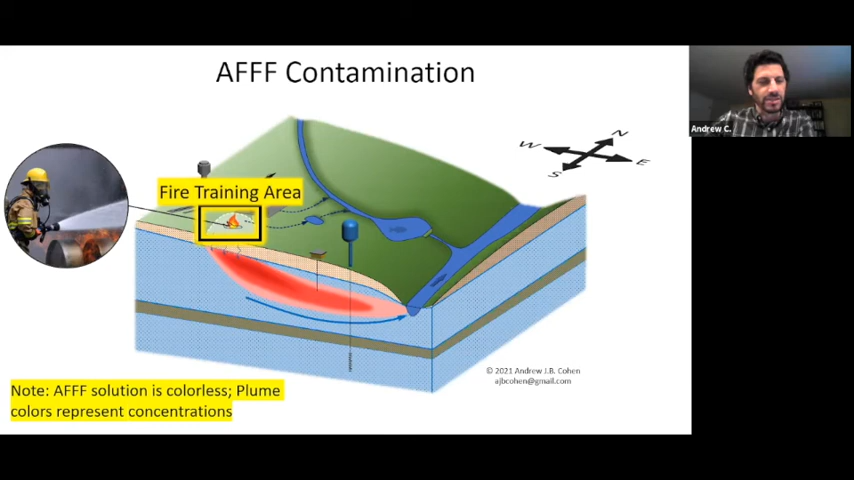 AFFF Contamination
Andrew C.
N
W
E
S
Fire Training Area
© 2021 Andrew J.B. Cohen
ajbcohen@gmail.com
Note: AFFF solution is colorless; Plume
colors represent concentrations